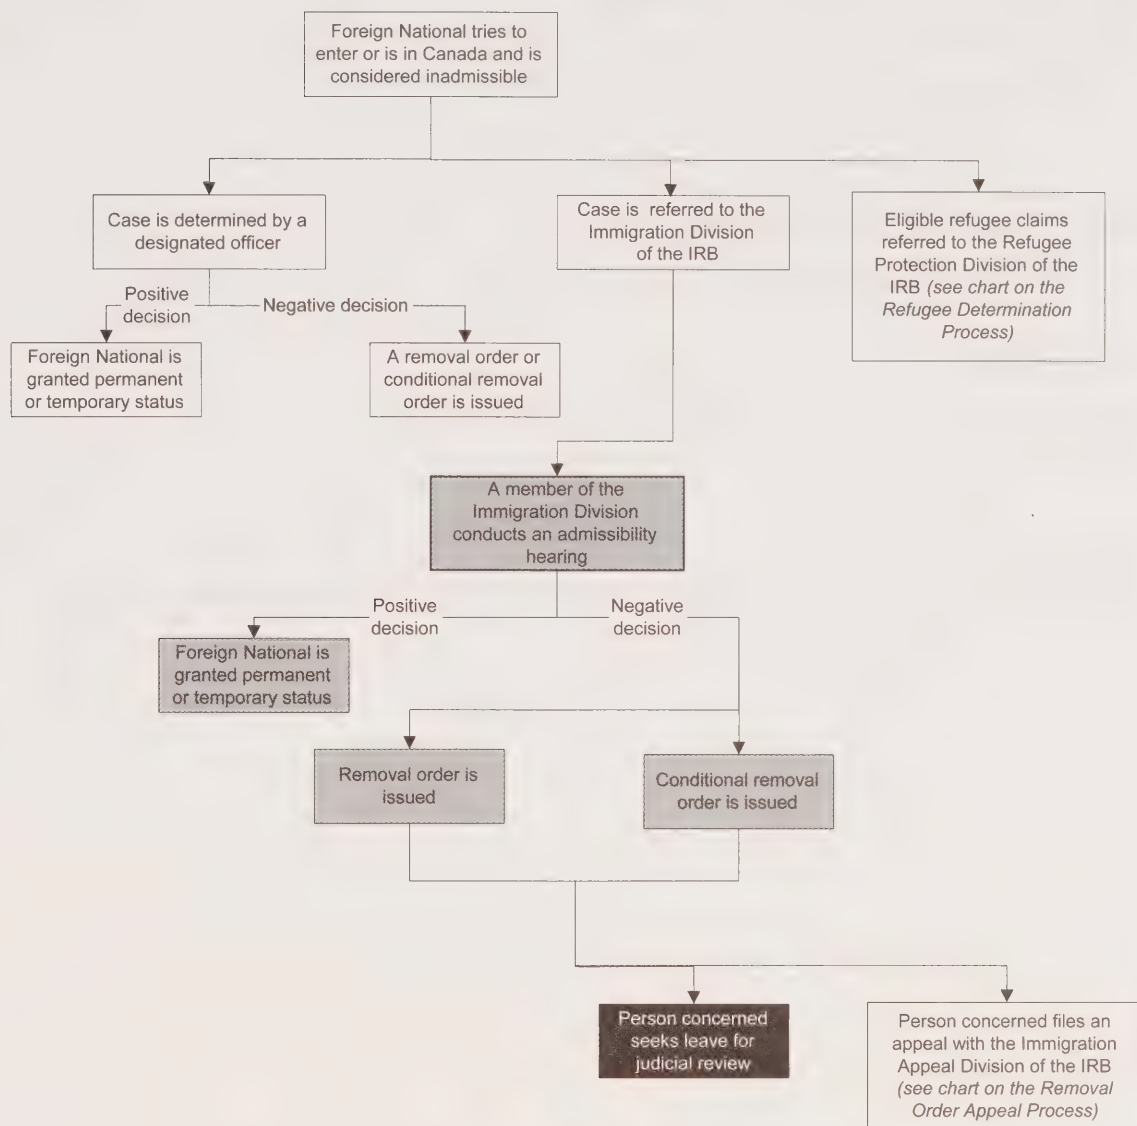 Foreign National tries to
enter or is in Canada and is
considered inadmissible
Case is determined by a
designated officer
Case is referred to the
Immigration Division
of the IRB
Eligible refugee claims
referred to the Refugee
Protection Division of the
IRB (see chart on the
Refugee Determination
Process)
Positive
decision
Negative decision
Foreign National is
granted permanent
or temporary status
A removal order or
conditional removal
order is issued
A member of the
Immigration Division
conducts an admissibility
hearing
Positive
decision
Negative
decision
Foreign National is
granted permanent
or temporary status
Removal order is
issued
Conditional removal
order is issued
Person concerned
seeks leave for
judicial review
Person concerned files an
appeal with the Immigration
Appeal Division of the IRB
(see chart on the Removal
Order Appeal Process)